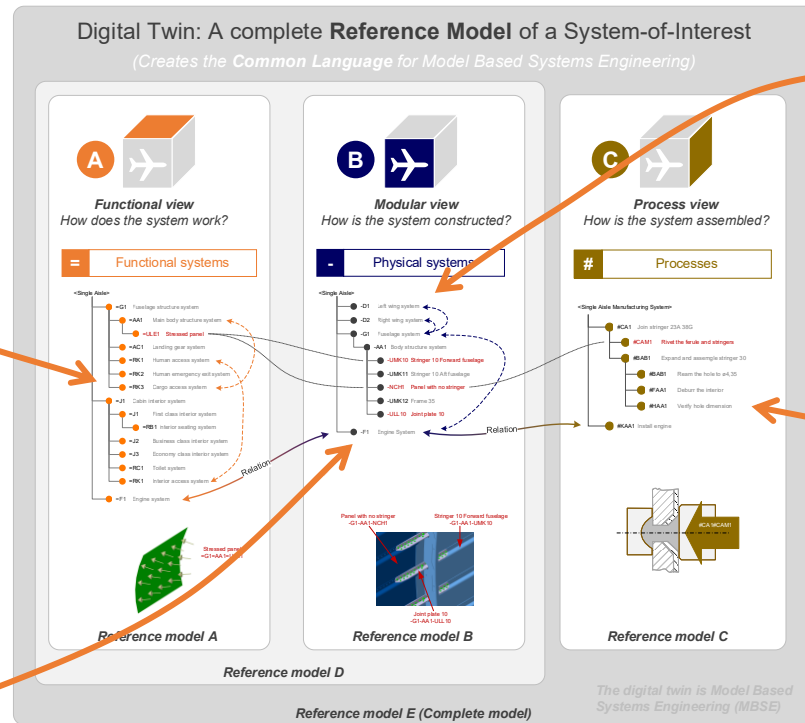 Digital Twin: A complete Reference Model of a System-of-Interest
(Creates the Common Language for Model Based Systems Engineering)
A
Functional view
How does the system work?
= Functional systems
<Single Aisle>
=G1 Fuselage structure system
=AA1 Main body structure system
=ULE1 Stressed panel
=AC1 Landing gear system
=RK1 Human access system
=RK2 Human emergency exit system
=RK3 Cargo access system
=J1 Cabin interior system
=J1 First class interior system
=RB1 interior seating system
=J2 Business class interior system
=J3 Economy class interior system
=RC1 Toilet system
=RK1 Interior access system
=F1 Engine system
Relation
Stressed panel
Reference model A
B
Modular view
How is the system constructed?
- Physical systems
<Single Aisle>
-D1 Left wing system
-D2 Right wing system
-G1 Fuselage system
-AA1 Body structure system
-UMK10 Stringer 10 Forward fuselage
-UMK11 Stringer 10 Aft fuselage
-NCH1 Panel with no stringer
-UMK12 Frame 35
-ULL10 Joint plate 10
-F1 Engine System
Relation
Panel with no stringer
-G1-AA1-NCH1
Stringer 10 Forward fuselage
-G1-AA1-UMK10
Joint plate 10
-G1-AA1-ULL10
Reference model B
C
Process view
How is the system assembled?
# Processes
<Single Aisle Manufacturing System>
#CA1 Join stringer 23A 38G
#CAM1 Rivet the ferule and stringers
#BAB1 Expand and assemgle stringer 30
#BAB1 Ream the hole to ø4,35
#FAA1 Deburr the interior
#HAA1 Verify hole dimension
#KAA1 Install engine
#CA1#CAM1
Reference model C
Reference model D
Reference model E (Complete model)
The digital twin is Model Based
Systems Engineering (MBSE)